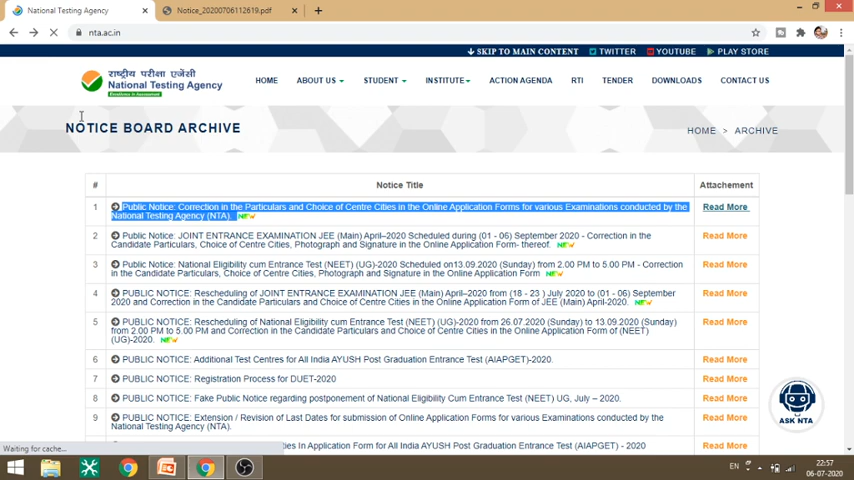 National Testing Agency
Notice_20200706112619.pdf
nta.ac.in
SKIP TO MAIN CONTENT
TWITTER
YOUTUBE
PLAY STORE
राष्ट्रीय परीक्षा एजेंसी
National Testing Agency
Excellence in Assessment
HOME
ABOUT US
STUDENT
INSTITUTE
ACTION AGENDA
RTI
TENDER
DOWNLOADS
CONTACT US
NOTICE BOARD ARCHIVE
HOME > ARCHIVE
# Notice Title Attachement
1 Public Notice: Correction in the Particulars and Choice of Centre Cities in the Online Application Forms for various Examinations conducted by the Read More
National Testing Agency (NTA). NEW
2 Public Notice: JOINT ENTRANCE EXAMINATION JEE (Main) April–2020 Scheduled during (01 - 06) September 2020 - Correction in the Read More
Candidate Particulars, Choice of Centre Cities, Photograph and Signature in the Online Application Form- thereof. NEW
3 Public Notice: National Eligibility cum Entrance Test (NEET) (UG)-2020 Scheduled on13.09.2020 (Sunday) from 2.00 PM to 5.00 PM - Correction Read More
in the Candidate Particulars, Choice of Centre Cities, Photograph and Signature in the Online Application Form NEW
4 PUBLIC NOTICE: Rescheduling of JOINT ENTRANCE EXAMINATION JEE (Main) April–2020 from (18 - 23 ) July 2020 to (01 - 06) September Read More
2020 and Correction in the Candidate Particulars and Choice of Centre Cities in the Online Application Form of JEE (Main) April-2020. NEW
5 PUBLIC NOTICE: Rescheduling of National Eligibility cum Entrance Test (NEET) (UG)-2020 from 26.07.2020 (Sunday) to 13.09.2020 (Sunday) Read More
from 2.00 PM to 5.00 PM and Correction in the Candidate Particulars and Choice of Centre Cities in the Online Application Form of (NEET)
(UG)-2020. NEW
6 PUBLIC NOTICE: Additional Test Centres for All India AYUSH Post Graduation Entrance Test (AIAPGET)-2020. Read More
7 PUBLIC NOTICE: Registration Process for DUET-2020 Read More
8 PUBLIC NOTICE: Fake Public Notice regarding postponement of National Eligibility Cum Entrance Test (NEET) UG, July – 2020. Read More
9 PUBLIC NOTICE: Extension / Revision of Last Dates for submission of Online Application Forms for various Examinations conducted by the Read More
National Testing Agency (NTA).
ies In Application Form for All India AYUSH Post Graduation Entrance Test (AIAPGET) - 2020 Read More
ASK NTA
Waiting for cache...
EN
22:57
06-07-2020